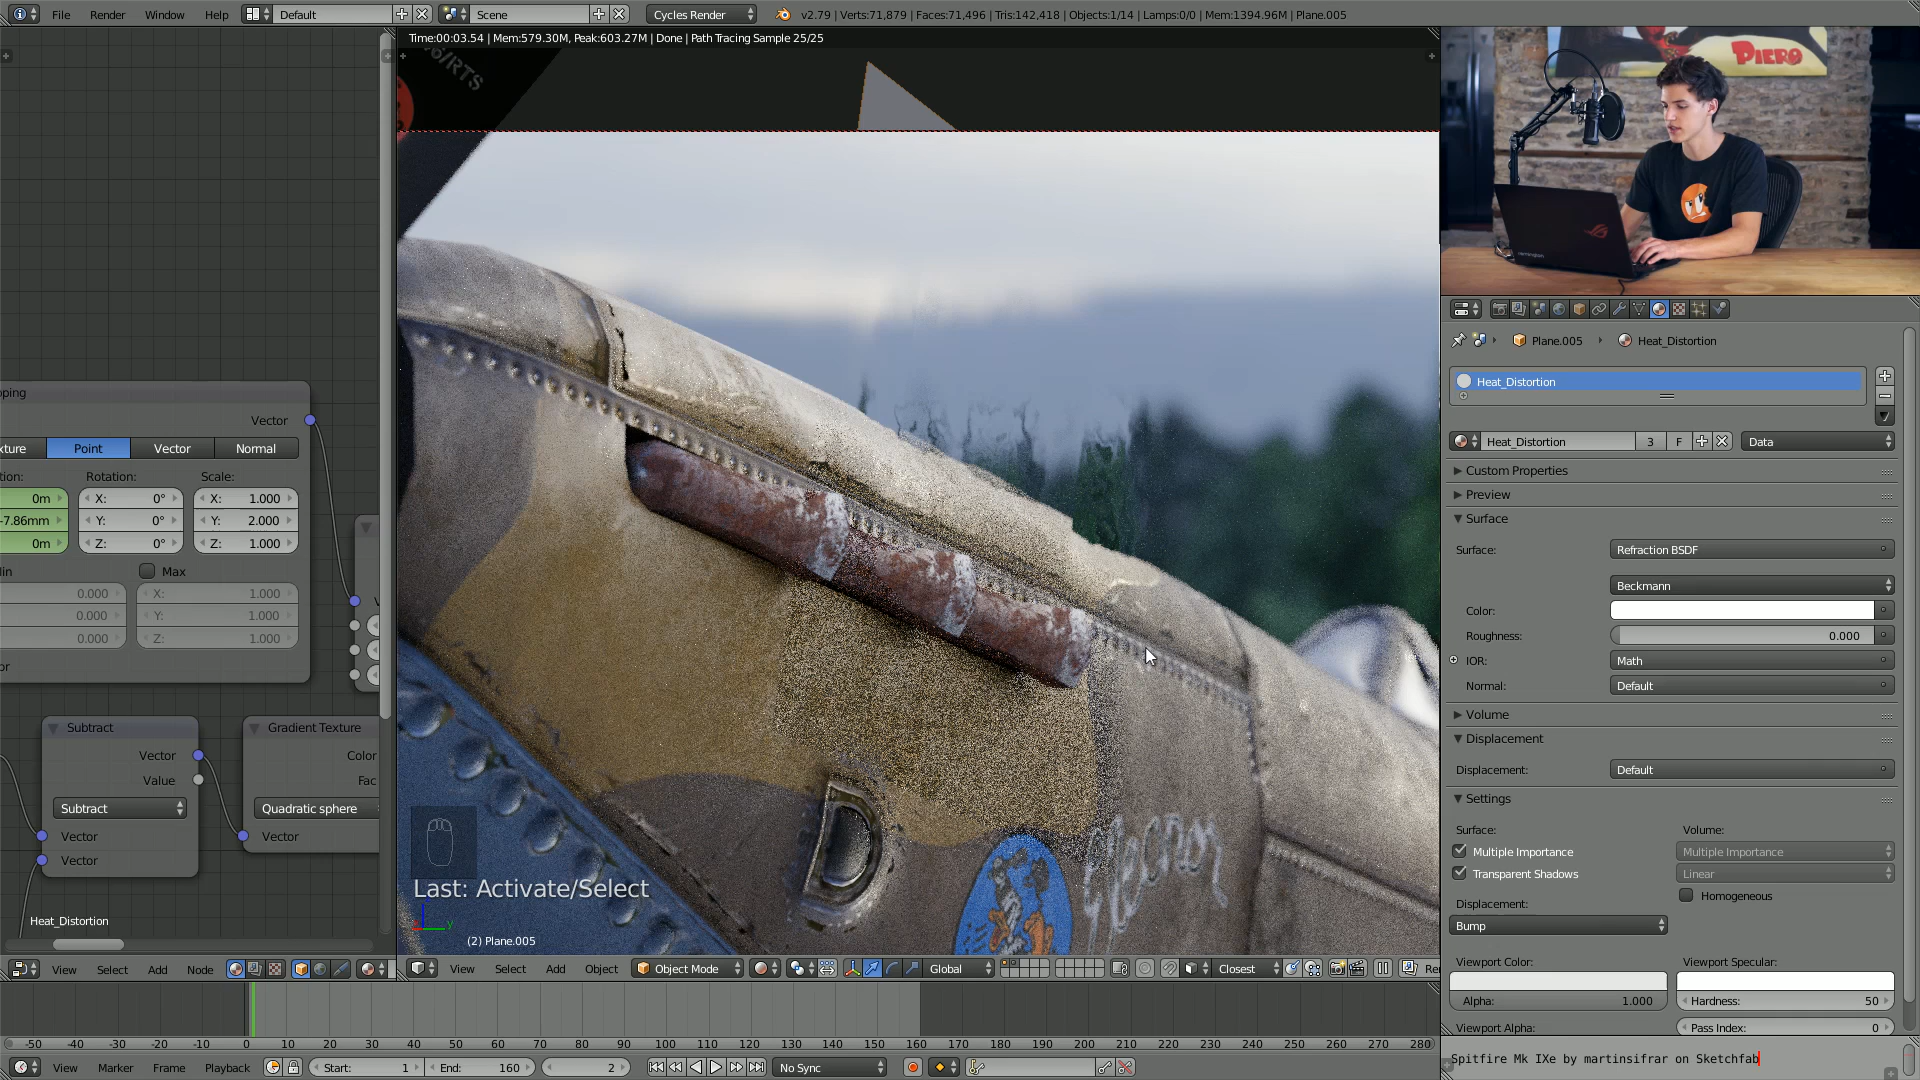 File Render Window Help Default Scene Cycles Render v2.79 | Verts:71,879 | Faces:71,496 | Tris:142,418 | Objects:1/14 | Lamps:0/0 | Mem:1394.96M | Plane.005
Time:00:03.54 | Mem:579.30M, Peak:603.27M | Done | Path Tracing Sample 25/25
6/RTS
PIERO
Plane.005 Heat_Distortion
Heat_Distortion
Heat_Distortion 3 F Data
Custom Properties
Preview
Surface
Surface: Refraction BSDF
Beckmann
Color:
Roughness: 0.000
IOR: Math
Normal: Default
Volume
Displacement
Displacement: Default
Settings
Surface: Volume:
Multiple Importance Multiple Importance
Transparent Shadows Linear
Homogeneous
Displacement:
Bump
Viewport Color: Viewport Specular:
Alpha: 1.000 Hardness: 50
Viewport Alpha: Pass Index: 0
Spitfire Mk IXe by martinsifrar on Sketchfab
pping
Vector
xture Point Vector Normal
tion: Rotation: Scale:
0m X: 0° X: 1.000
-7.86mm Y: 0° Y: 2.000
0m Z: 0° Z: 1.000
lin Max
0.000 X: 1.000
0.000 Y: 1.000
0.000 Z: 1.000
or
Subtract Gradient Texture
Vector Color
Value Fac
Subtract Quadratic sphere
Vector Vector
Vector
Heat_Distortion
Last: Activate/Select
(2) Plane.005
View Select Add Node View Select Add Object Object Mode Global Closest Re
-50 -40 -30 -20 -10 0 10 20 30 40 50 60 70 80 90 100 110 120 130 140 150 160 170 180 190 200 210 220 230 240 250 260 270 280
View Marker Frame Playback Start: 1 End: 160 2 No Sync